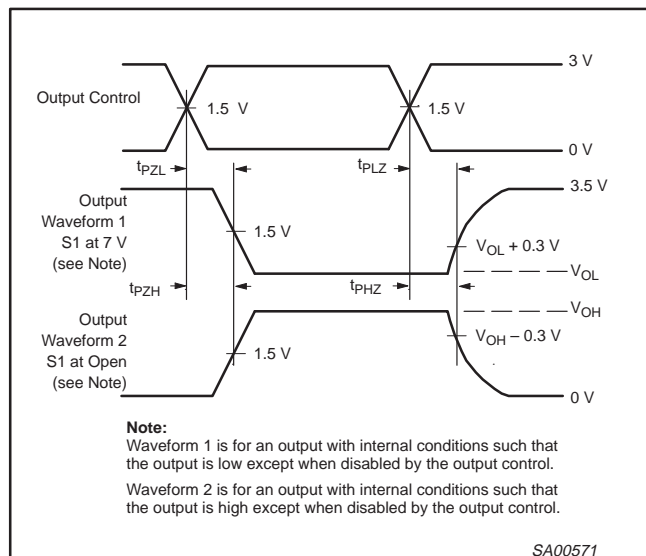 3 V
Output Control
1.5 V
1.5 V
0 V
tPZL
tPLZ
Output
Waveform 1
S1 at 7 V
(see Note)
3.5 V
1.5 V
VOL + 0.3 V
VOL
tPZH
tPHZ
VOH
Output
Waveform 2
S1 at Open
(see Note)
VOH – 0.3 V
1.5 V
0 V
Note:
Waveform 1 is for an output with internal conditions such that
the output is low except when disabled by the output control.
Waveform 2 is for an output with internal conditions such that
the output is high except when disabled by the output control.
SA00571